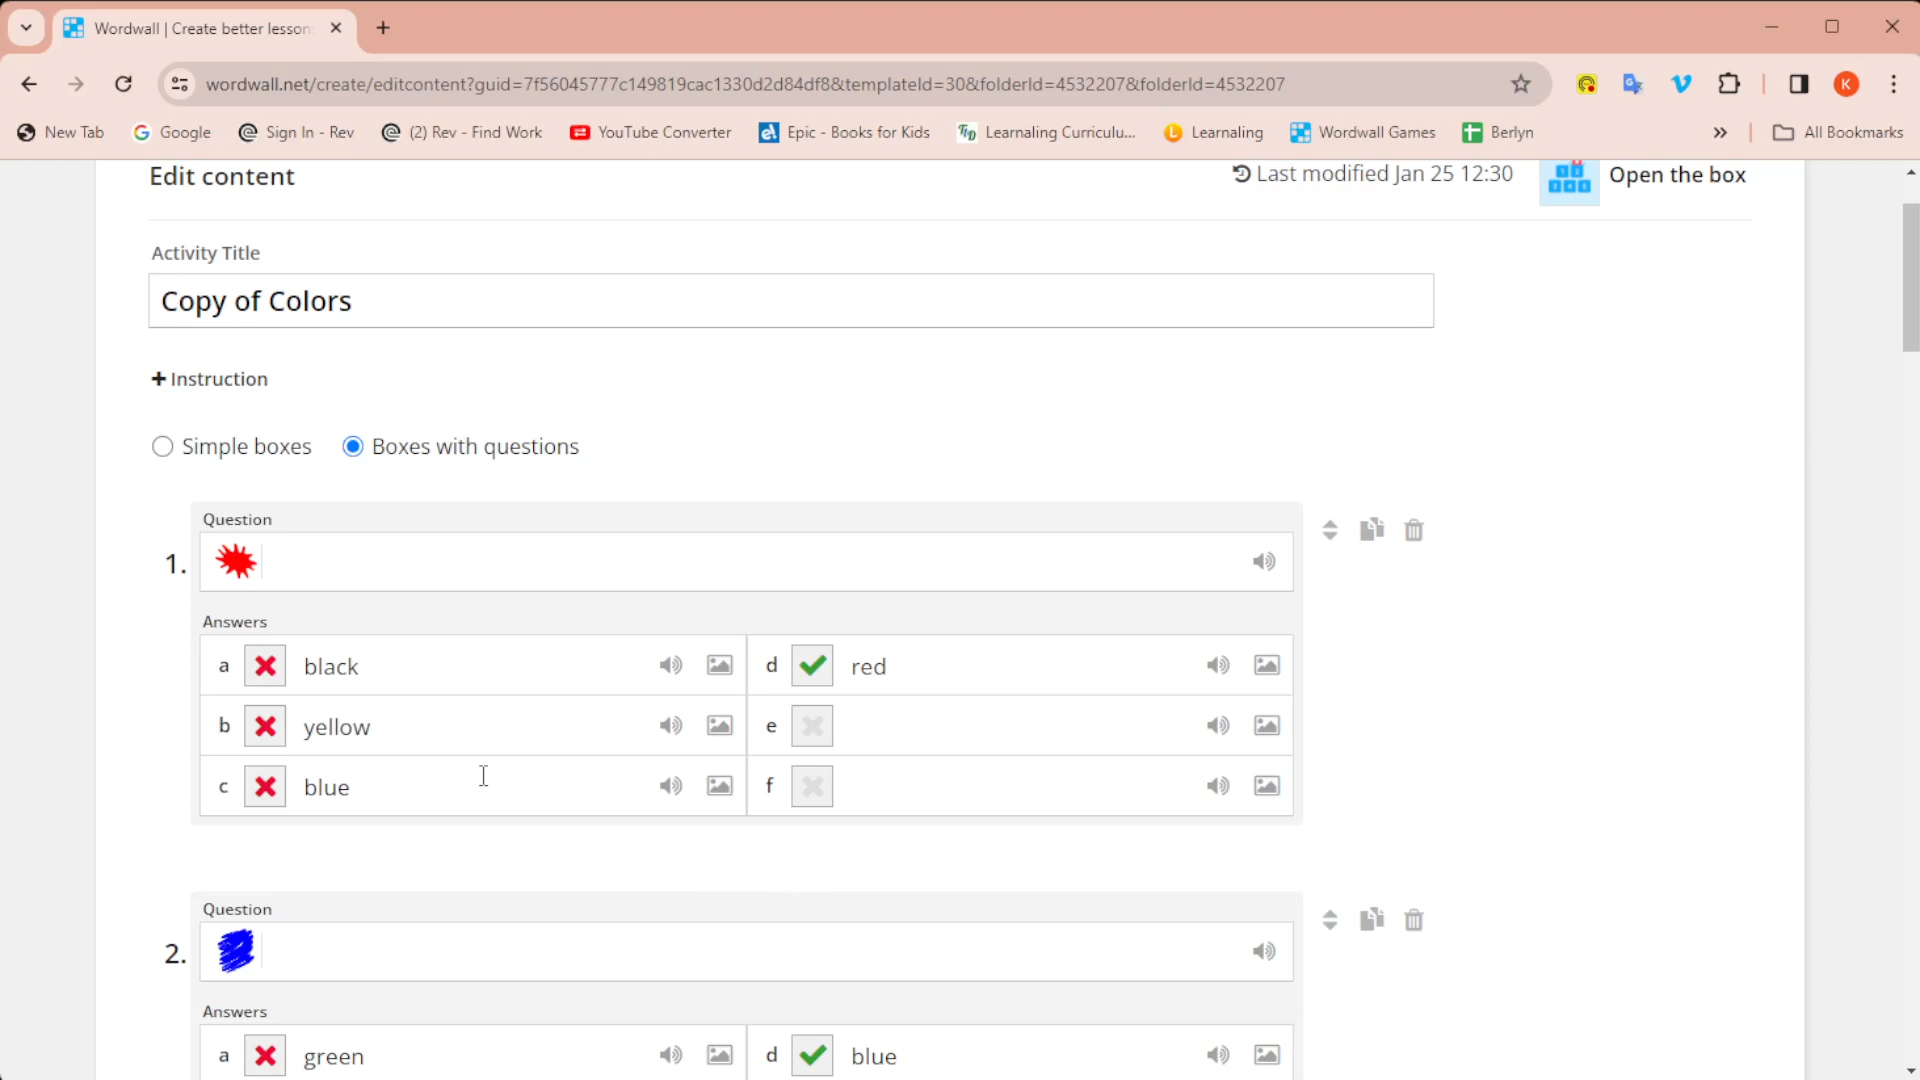 Wordwall | Create better lesson
wordwall.net/create/editcontent?guid=7f56045777c149819cac1330d2d84df8&templateId=30&folderId=4532207&folderId=4532207
K
New Tab
Google
Sign In - Rev
(2) Rev - Find Work
YouTube Converter
Epic - Books for Kids
Learnaling Curriculu...
Learnaling
Wordwall Games
Berlyn
All Bookmarks
Edit content
Last modified Jan 25 12:30
Open the box
Activity Title
Copy of Colors
+ Instruction
Simple boxes
Boxes with questions
Question
1.
Answers
a black
d red
b yellow
e
c blue
f
Question
2.
Answers
a green
d blue